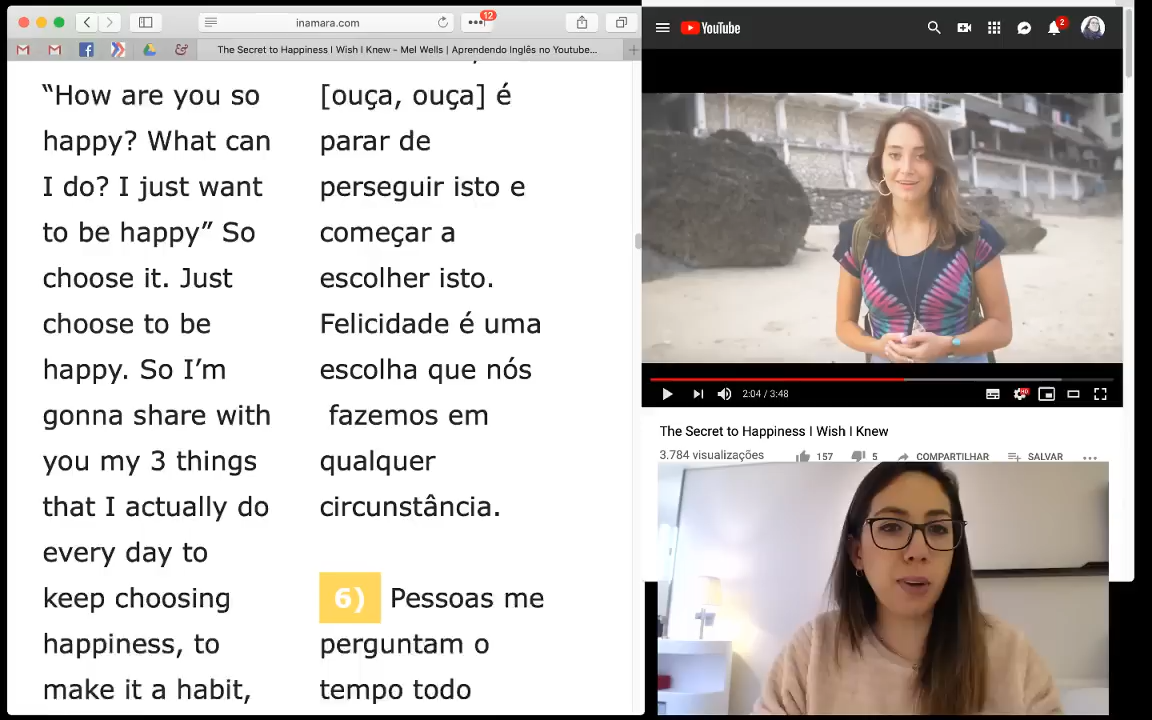 inamara.com
12
The Secret to Happiness I Wish I Knew - Mel Wells | Aprendendo Inglês no Youtube...
“How are you so
happy? What can
I do? I just want
to be happy” So
choose it. Just
choose to be
happy. So I’m
gonna share with
you my 3 things
that I actually do
every day to
keep choosing
happiness, to
make it a habit,
[ouça, ouça] é
parar de
perseguir isto e
começar a
escolher isto.
Felicidade é uma
escolha que nós
fazemos em
qualquer
circunstância.
6) Pessoas me
perguntam o
tempo todo
YouTube
2
2:04 / 3:48
HD
The Secret to Happiness I Wish I Knew
3.784 visualizações
157
5
COMPARTILHAR
SALVAR